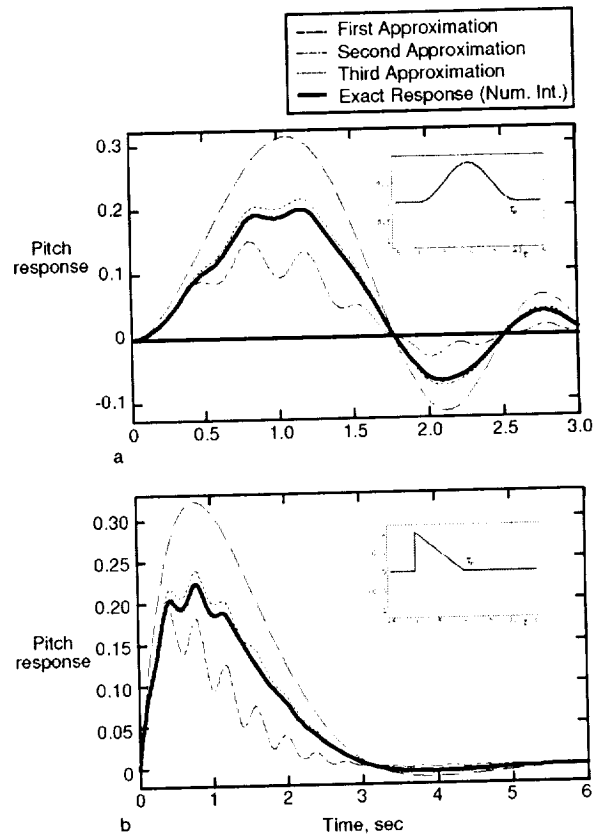 First Approximation
Second Approximation
Third Approximation
Exact Response (Num. Int.)
0.3
0.2
Pitch
response
0.1
0
-0.1
0
0.5
1.0
1.5
2.0
2.5
3.0
a
0.30
0.25
0.20
Pitch
response
0.15
0.10
0.05
0
0
1
2
3
4
5
6
b
Time, sec